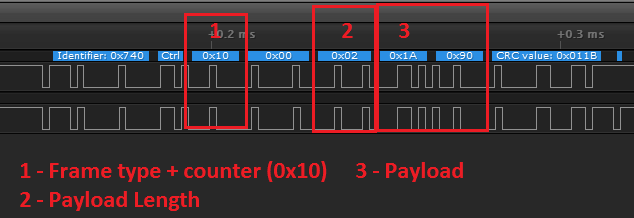 1 2 3
+0.2 ms +0.3 ms
Identifier: 0x740 Ctrl 0x10 0x00 0x02 0x1A 0x90 CRC value: 0x011B
1 - Frame type + counter (0x10) 3 - Payload
2 - Payload Length